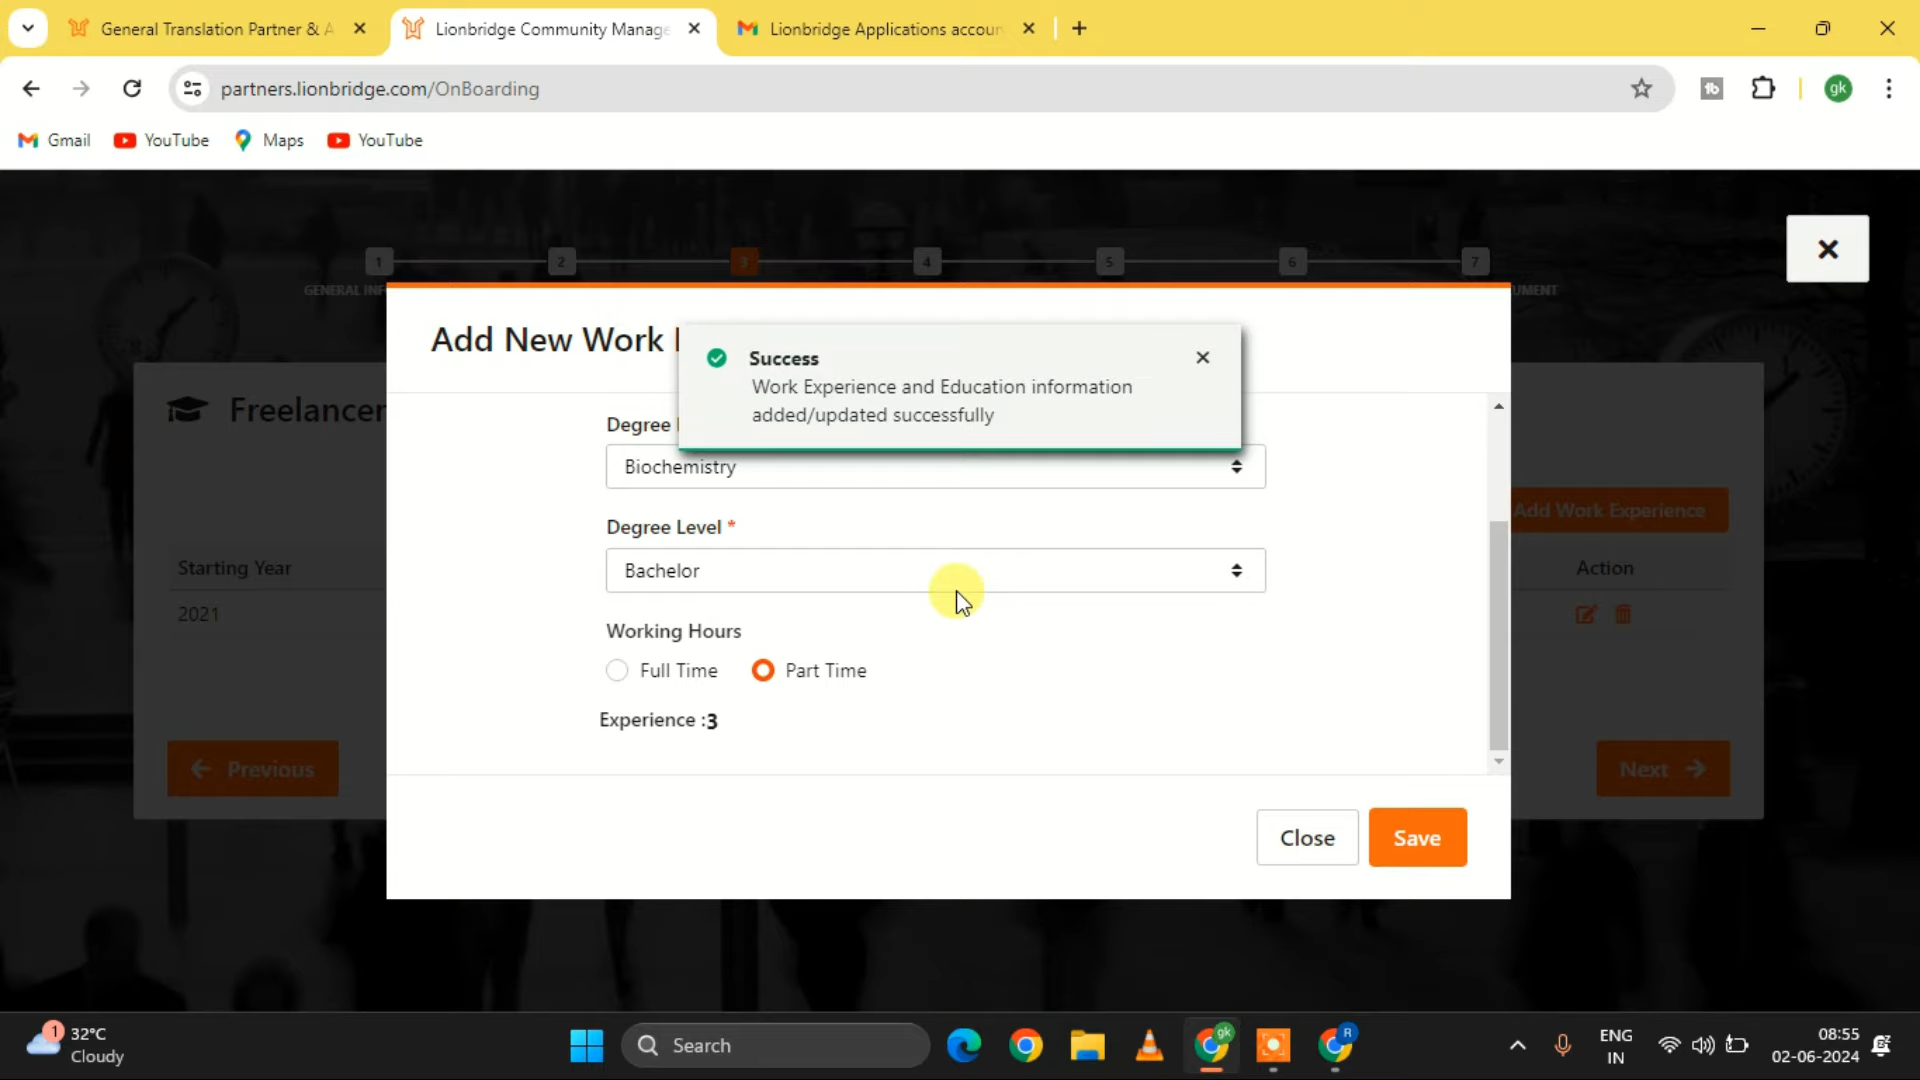 General Translation Partner & A
Lionbridge Community Manage
Lionbridge Applications accoun
partners.lionbridge.com/OnBoarding
gk
Gmail
YouTube
Maps
YouTube
1 2 3 4 5 6 7
GENERAL INF
UMENT
Add New Work
Success
Work Experience and Education information
added/updated successfully
Freelancer
Degree
Biochemistry
Add Work Experience
Degree Level *
Starting Year
Bachelor
Action
2021
Working Hours
Full Time
Part Time
Experience :3
Previous
Next
Close
Save
1
32°C
Cloudy
Search
gk
R
ENG
IN
08:55
02-06-2024